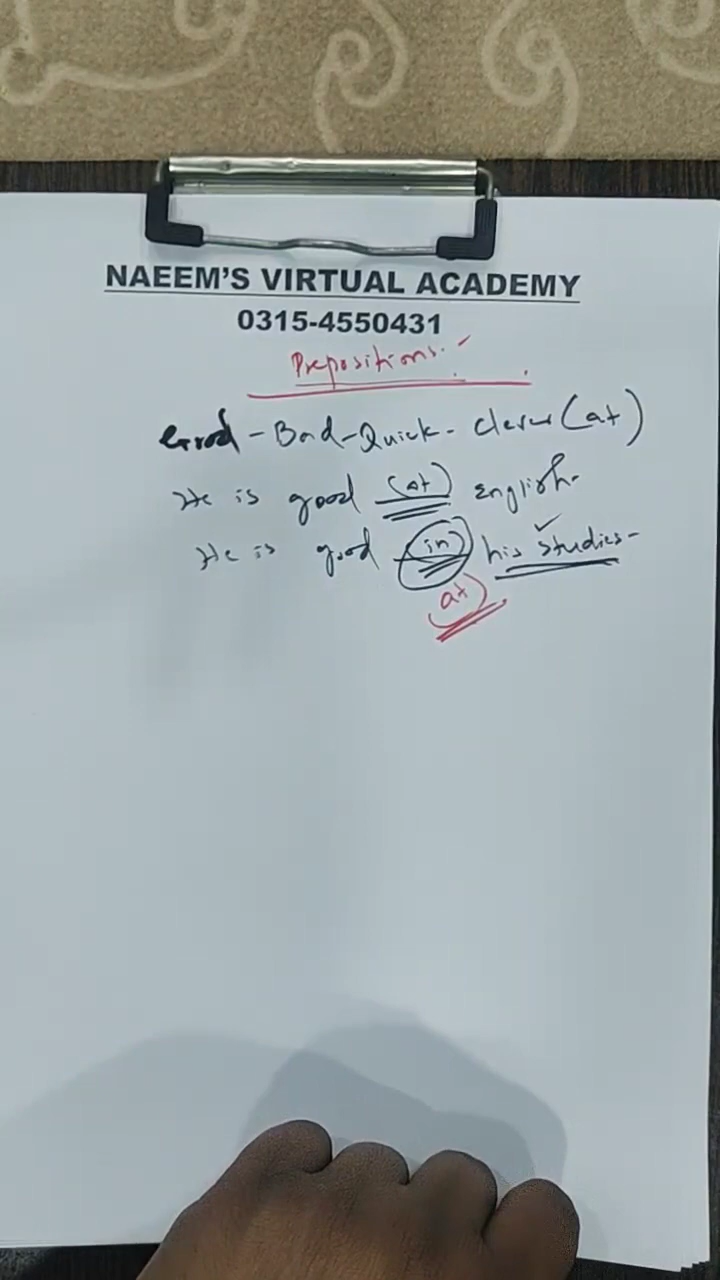 NAEEM'S VIRTUAL ACADEMY
0315-4550431
Prepositions.
Good - Bad - Quick - Clever (at)
He is good (at) English.
He is good (in) his studies -
(at)